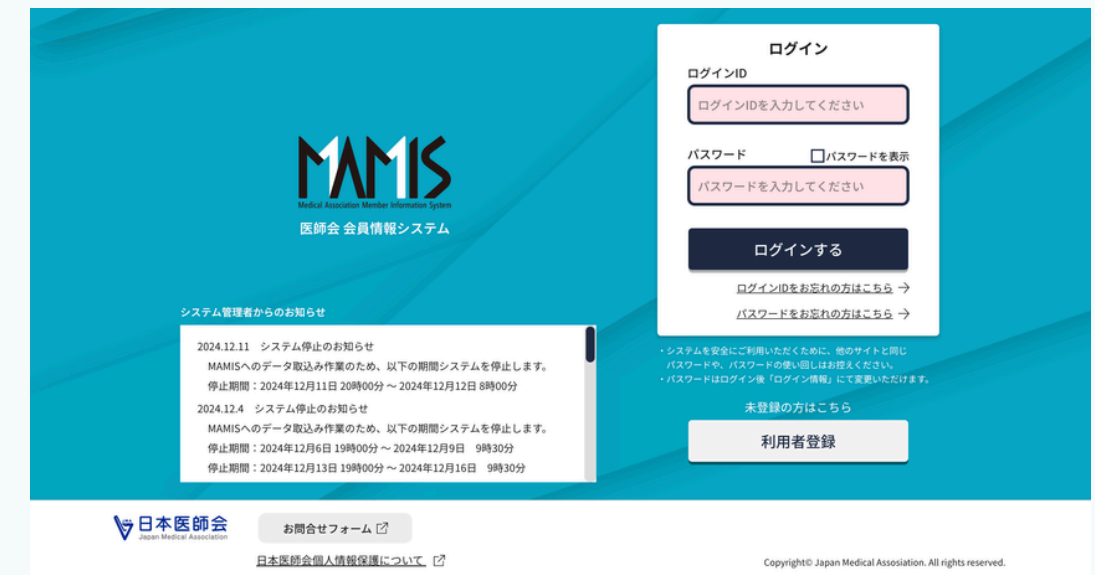 MAMIS
Medical Association Member Information System
医師会 会員情報システム
システム管理者からのお知らせ
2024.12.11 システム停止のお知らせ
MAMISへのデータ取込み作業のため、以下の期間システムを停止します。
停止期間：2024年12月11日 20時00分 ～ 2024年12月12日 8時00分
2024.12.4 システム停止のお知らせ
MAMISへのデータ取込み作業のため、以下の期間システムを停止します。
停止期間：2024年12月6日 19時00分 ～ 2024年12月9日 9時30分
停止期間：2024年12月13日 19時00分 ～ 2024年12月16日 9時30分
ログイン
ログインID
ログインIDを入力してください
パスワード パスワードを表示
パスワードを入力してください
ログインする
ログインIDをお忘れの方はこちら →
パスワードをお忘れの方はこちら →
・システムを安全にご利用いただくために、他のサイトと同じ
パスワードや、パスワードの使い回しはお控えください。
・パスワードはログイン後「ログイン情報」にて変更いただけます。
未登録の方はこちら
利用者登録
日本医師会
Japan Medical Association
お問合せフォーム
日本医師会個人情報保護について
Copyright© Japan Medical Assosiation. All rights reserved.